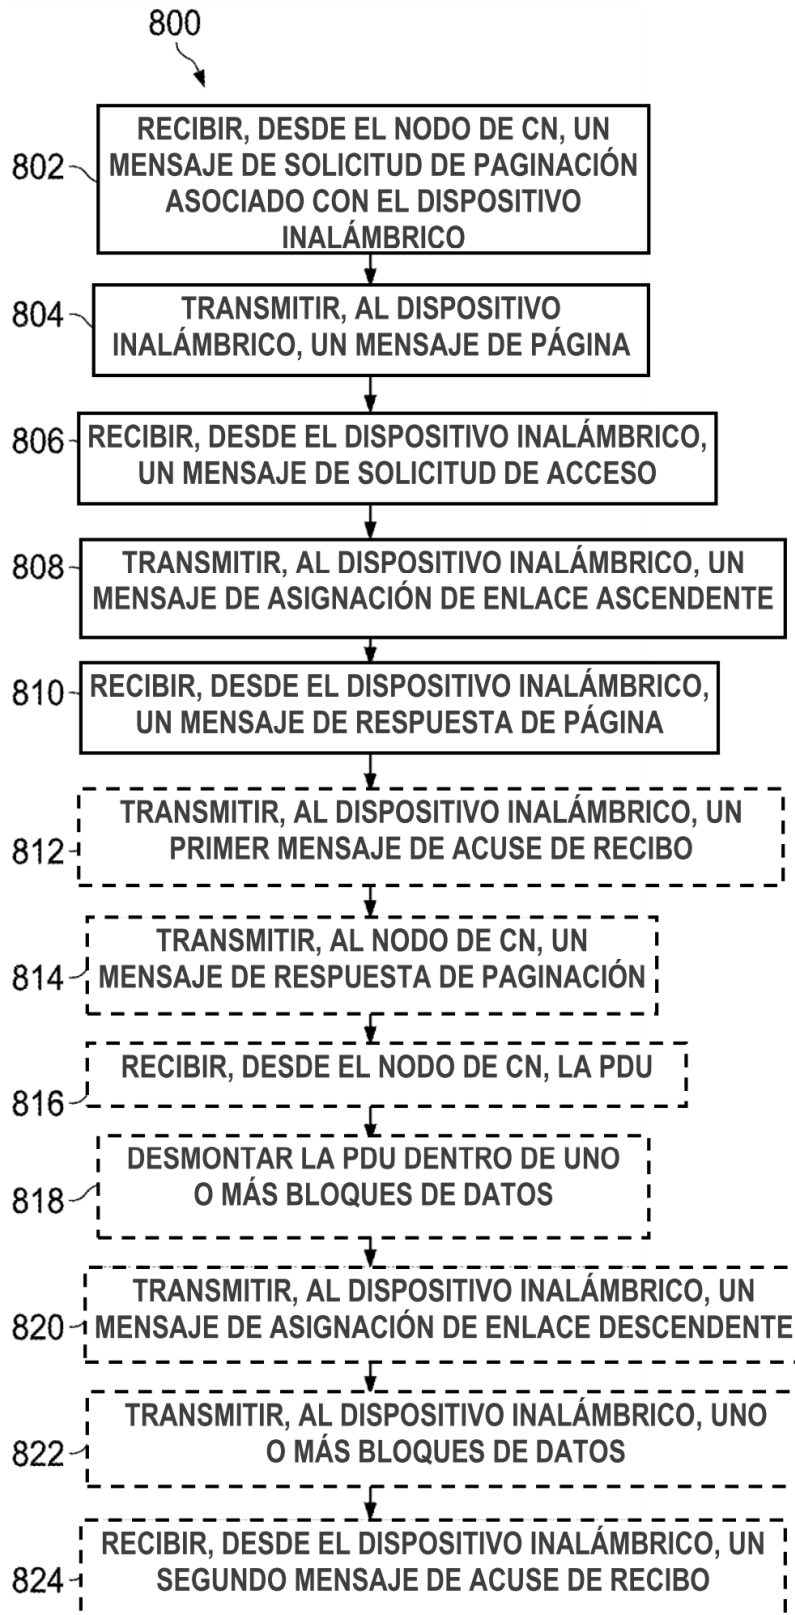 800
802
RECIBIR, DESDE EL NODO DE CN, UN
MENSAJE DE SOLICITUD DE PAGINACIÓN
ASOCIADO CON EL DISPOSITIVO
INALÁMBRICO
804
TRANSMITIR, AL DISPOSITIVO
INALÁMBRICO, UN MENSAJE DE PÁGINA
806
RECIBIR, DESDE EL DISPOSITIVO INALÁMBRICO,
UN MENSAJE DE SOLICITUD DE ACCESO
808
TRANSMITIR, AL DISPOSITIVO INALÁMBRICO, UN
MENSAJE DE ASIGNACIÓN DE ENLACE ASCENDENTE
810
RECIBIR, DESDE EL DISPOSITIVO INALÁMBRICO,
UN MENSAJE DE RESPUESTA DE PÁGINA
812
TRANSMITIR, AL DISPOSITIVO INALÁMBRICO, UN
PRIMER MENSAJE DE ACUSE DE RECIBO
814
TRANSMITIR, AL NODO DE CN, UN
MENSAJE DE RESPUESTA DE PAGINACIÓN
816
RECIBIR, DESDE EL NODO DE CN, LA PDU
818
DESMONTAR LA PDU DENTRO DE UNO
O MÁS BLOQUES DE DATOS
820
TRANSMITIR, AL DISPOSITIVO INALÁMBRICO, UN
MENSAJE DE ASIGNACIÓN DE ENLACE DESCENDENTE
822
TRANSMITIR, AL DISPOSITIVO INALÁMBRICO, UNO
O MÁS BLOQUES DE DATOS
824
RECIBIR, DESDE EL DISPOSITIVO INALÁMBRICO, UN
SEGUNDO MENSAJE DE ACUSE DE RECIBO